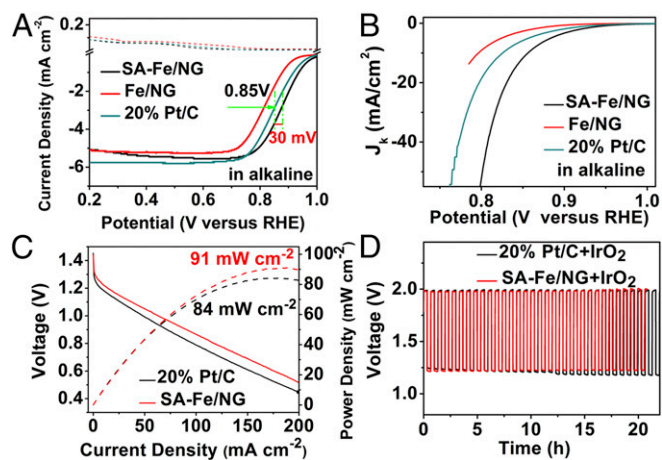 A
Current Density (mA cm⁻²)
0.2
0.0
-2
-4
-6
SA-Fe/NG
Fe/NG
20% Pt/C
0.85V
30 mV
in alkaline
0.2 0.4 0.6 0.8 1.0
Potential (V versus RHE)
B
Jₖ (mA/cm²)
0
-20
-40
SA-Fe/NG
Fe/NG
20% Pt/C
in alkaline
0.8 0.9 1.0
Potential (V versus RHE)
C
Voltage (V)
1.4
1.2
1.0
0.8
0.6
0.4
91 mW cm⁻²
84 mW cm⁻²
20% Pt/C
SA-Fe/NG
0 50 100 150 200
Current Density (mA cm⁻²)
100
80
60
40
20
0
Power Density (mW cm⁻²)
D
Voltage (V)
2.0
1.5
1.0
20% Pt/C+IrO₂
SA-Fe/NG+IrO₂
0 5 10 15 20
Time (h)